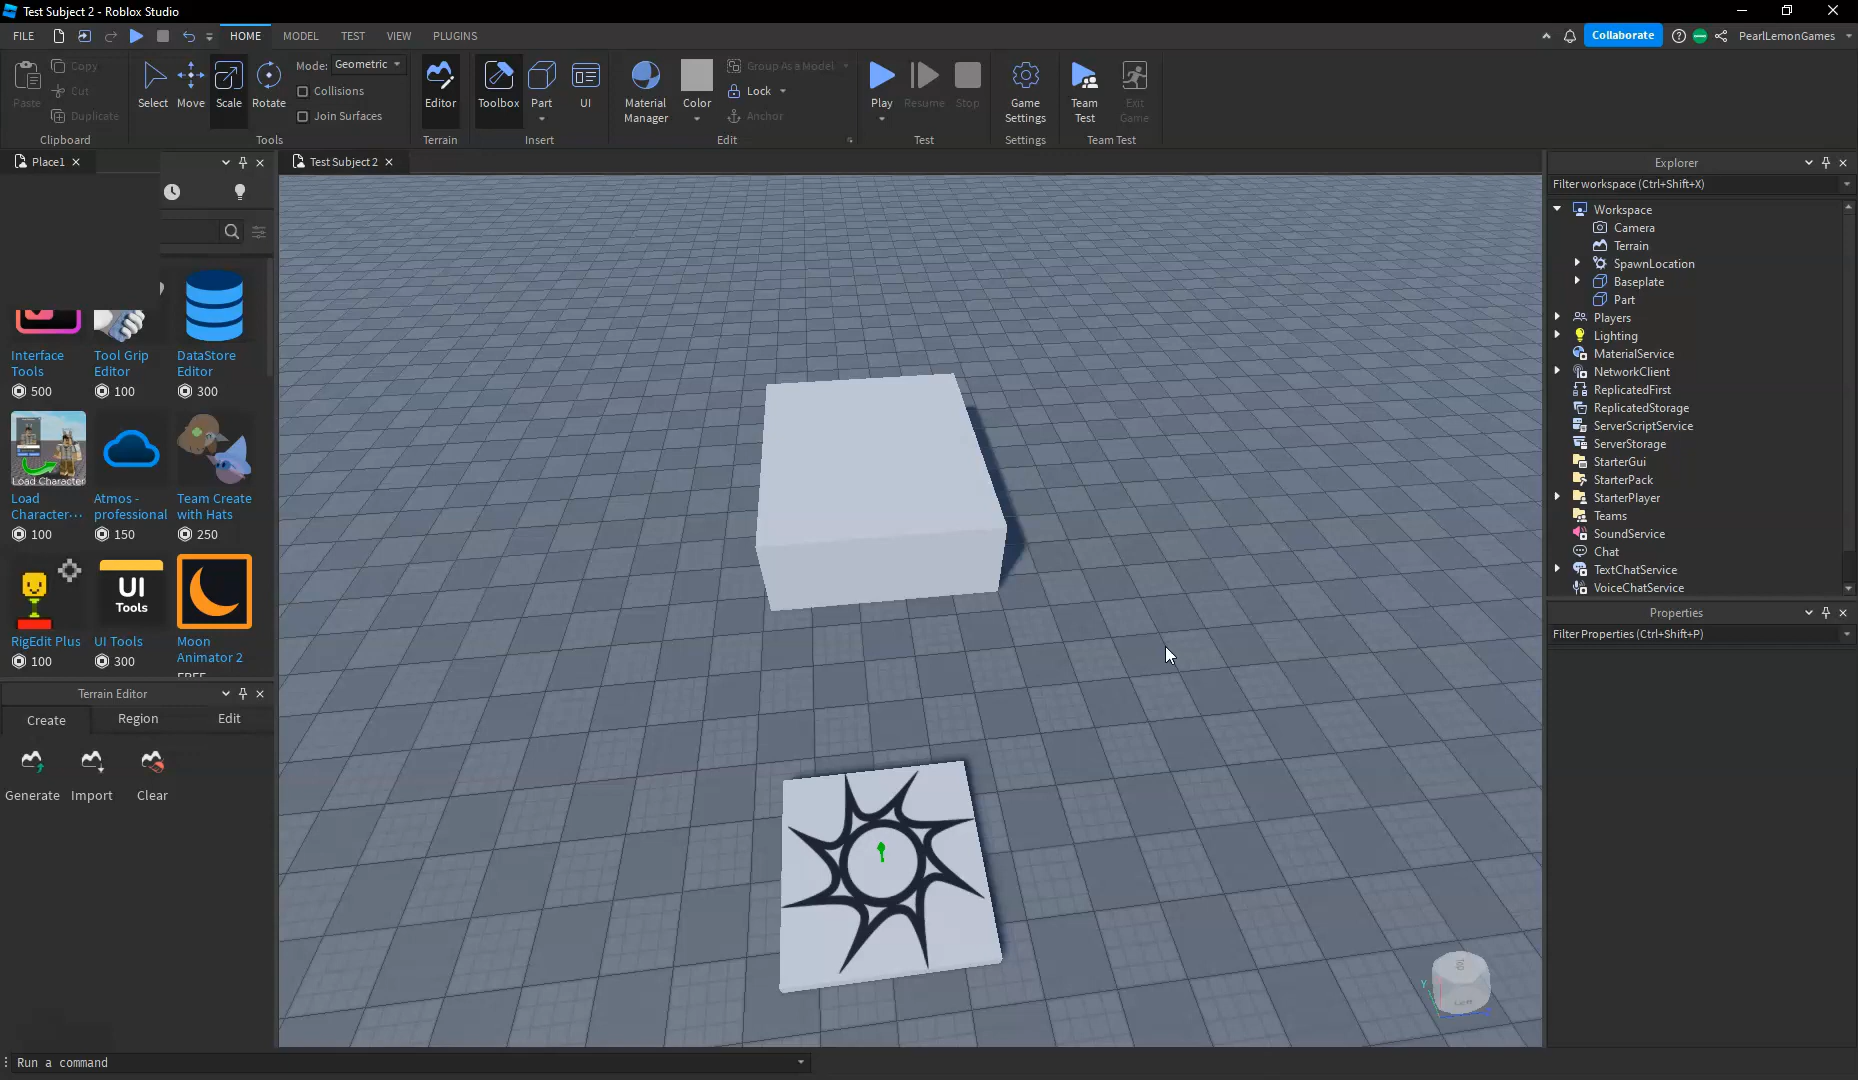 Test Subject 2 - Roblox Studio
FILE
HOME
MODEL
TEST
VIEW
PLUGINS
Collaborate
PearlLemonGames
Paste
Copy
Cut
Duplicate
Clipboard
Select
Move
Scale
Rotate
Mode:
Geometric
Collisions
Join Surfaces
Tools
Editor
Terrain
Toolbox
Part
UI
Insert
Material
Manager
Color
Group As a Model
Lock
Anchor
Edit
Play
Resume
Stop
Test
Game
Settings
Settings
Team
Test
Exit
Game
Team Test
Place1
Test Subject 2
Interface
Tools
500
Tool Grip
Editor
100
DataStore
Editor
300
Load Character
Load
Character...
100
Atmos -
professional
150
Team Create
with Hats
250
RigEdit Plus
100
UI
Tools
UI Tools
300
Moon
Animator 2
FREE
Terrain Editor
Create
Region
Edit
Generate
Import
Clear
Top
Left
Y
Explorer
Filter workspace (Ctrl+Shift+X)
Workspace
Camera
Terrain
SpawnLocation
Baseplate
Part
Players
Lighting
MaterialService
NetworkClient
ReplicatedFirst
ReplicatedStorage
ServerScriptService
ServerStorage
StarterGui
StarterPack
StarterPlayer
Teams
SoundService
Chat
TextChatService
VoiceChatService
Properties
Filter Properties (Ctrl+Shift+P)
Run a command